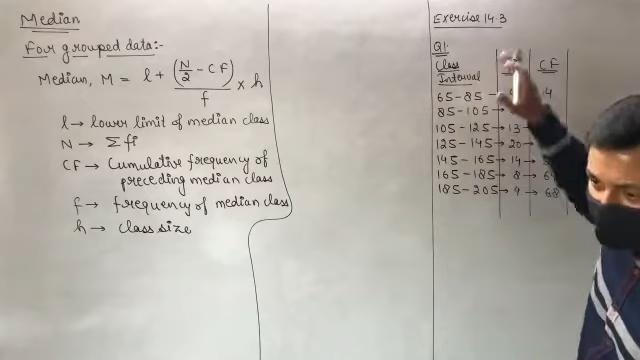 Median
For grouped data:-
Median, M = l + (N/2 - CF)/f × h
l → lower limit of median class
N → Σfi
CF → Cumulative frequency of
preceding median class
f → frequency of median class
h → class size
Exercise 14.3
Q1.
Class Interval CF
65-85 4
85-105 →
105-125 → 13 →
125-145 → 20 →
145-165 → 14 →
165-185 → 8 → 64
185-205 → 4 → 68